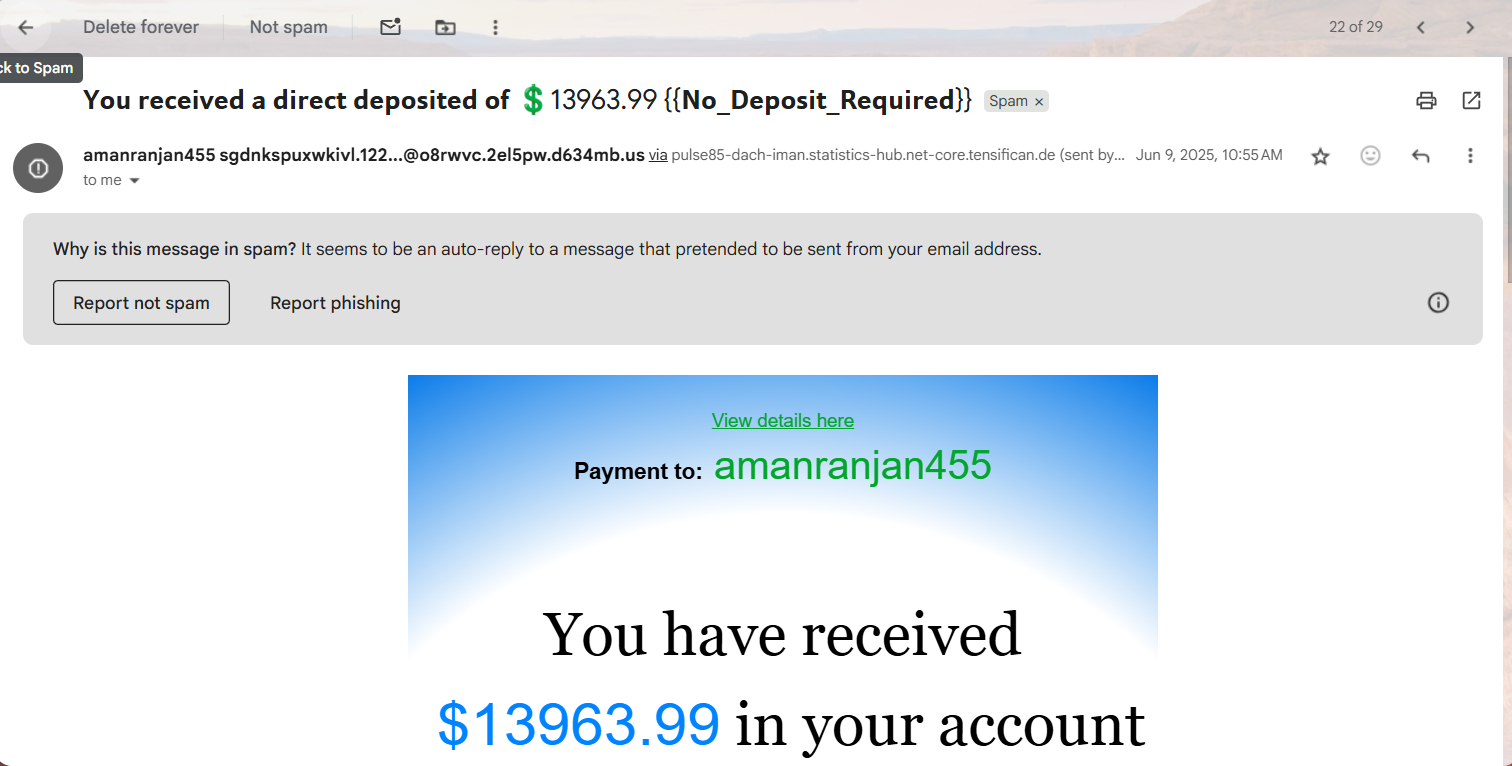 Delete forever Not spam 22 of 29
ck to Spam
You received a direct deposited of 💲13963.99 {{No_Deposit_Required}} Spam ×
amanranjan455 sgdnkspuxwkivl.122...@o8rwvc.2el5pw.d634mb.us via pulse85-dach-iman.statistics-hub.net-core.tensifican.de (sent by... Jun 9, 2025, 10:55 AM
to me
Why is this message in spam? It seems to be an auto-reply to a message that pretended to be sent from your email address.
Report not spam Report phishing
View details here
Payment to: amanranjan455
You have received
$13963.99 in your account